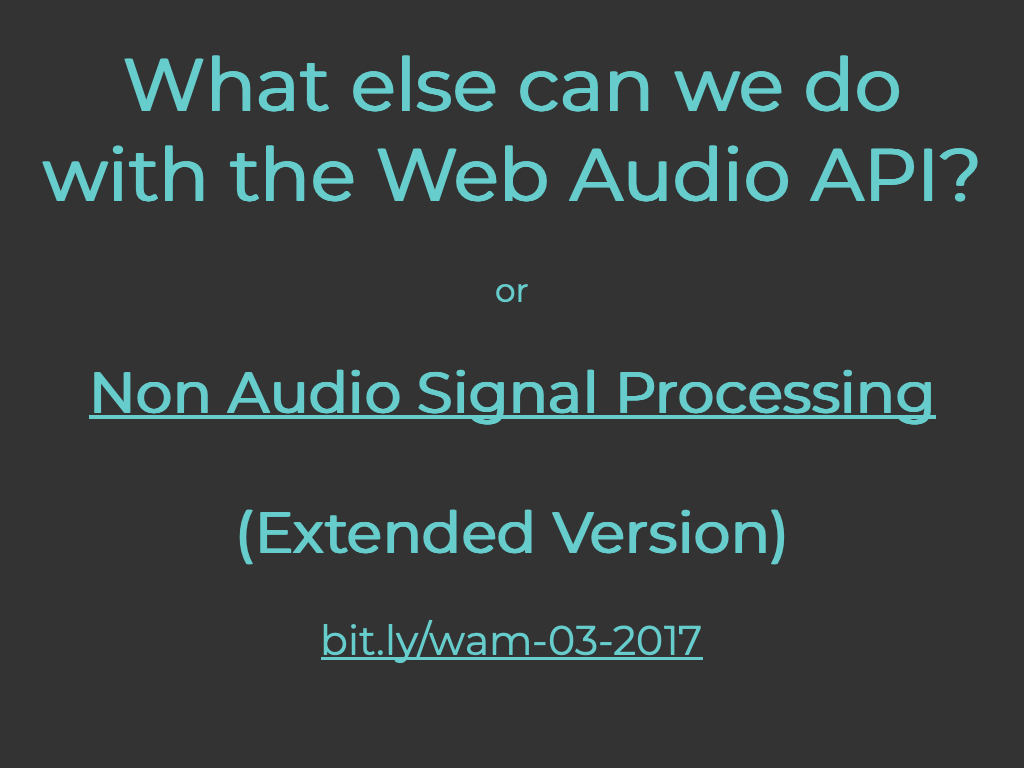 What else can we do
with the Web Audio API?
or
Non Audio Signal Processing
(Extended Version)
bit.ly/wam-03-2017